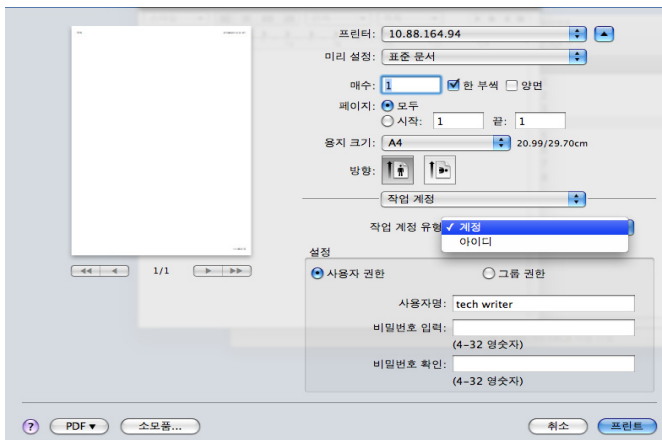 프린터: 10.88.164.94
미리 설정: 표준 문서
매수: 1 한 부씩 양면
페이지: 모두
시작: 1 끝: 1
용지 크기: A4 20.99/29.70cm
방향:
작업 계정
작업 계정 유형 ✓ 계정
아이디
설정
사용자 권한 그룹 권한
사용자명: tech writer
비밀번호 입력:
(4-32 영숫자)
비밀번호 확인:
(4-32 영숫자)
1/1
? PDF▼ 소모품... 취소 프린트